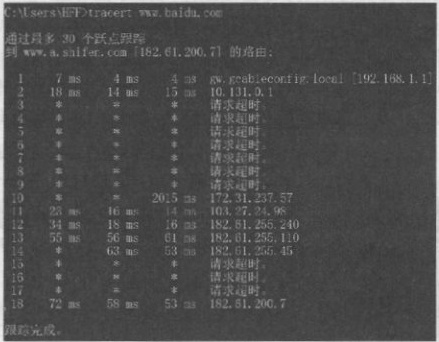 C:\Users\HFF>tracert www.baidu.com
通过最多 30 个跃点跟踪
到 www.a.shifen.com [182.61.200.7] 的路由:
1 7 ms 4 ms 4 ms gw.gcableconfig.local [192.168.1.1]
2 18 ms 14 ms 15 ms 10.131.0.1
3 * * * 请求超时。
4 * * * 请求超时。
5 * * * 请求超时。
6 * * * 请求超时。
7 * * * 请求超时。
8 * * * 请求超时。
9 * * * 请求超时。
10 * * 2015 ms 172.31.237.57
11 23 ms 16 ms 14 ms 103.27.24.98
12 34 ms 18 ms 16 ms 182.61.255.240
13 55 ms 56 ms 61 ms 182.61.255.110
14 * 63 ms 53 ms 182.61.255.45
15 * * * 请求超时。
16 * * * 请求超时。
17 * * * 请求超时。
18 72 ms 58 ms 53 ms 182.61.200.7
跟踪完成。